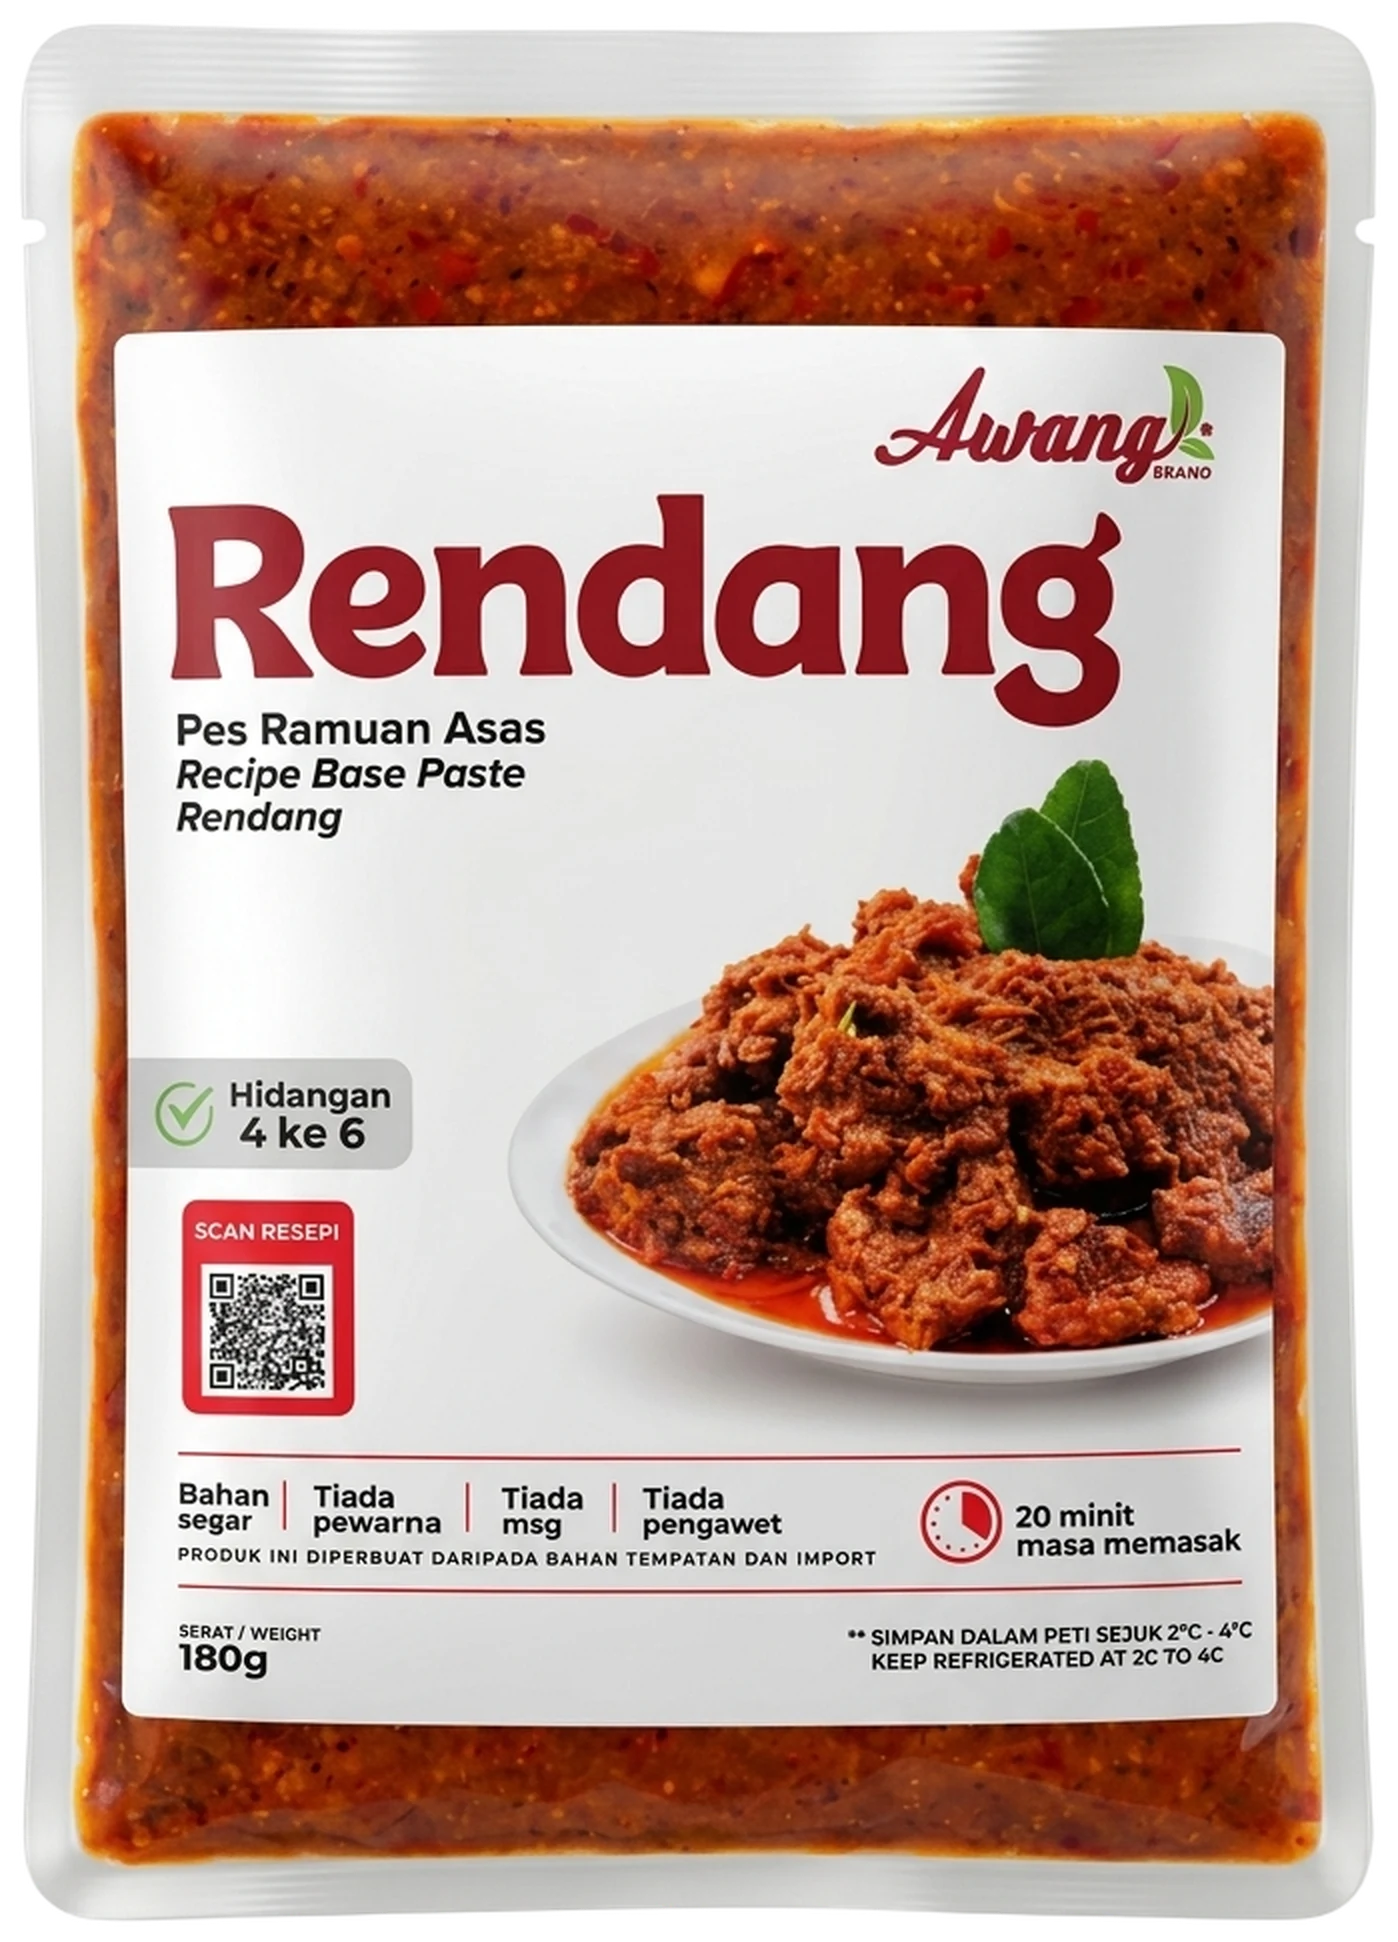 Awang
BRANO
Rendang
Pes Ramuan Asas
Recipe Base Paste
Rendang
Hidangan
4 ke 6
SCAN RESEPI
Bahan segar
Tiada pewarna
Tiada msg
Tiada pengawet
PRODUK INI DIPERBUAT DARIPADA BAHAN TEMPATAN DAN IMPORT
20 minit
masa memasak
SERAT / WEIGHT
180g
** SIMPAN DALAM PETI SEJUK 2°C - 4°C
KEEP REFRIGERATED AT 2C TO 4C